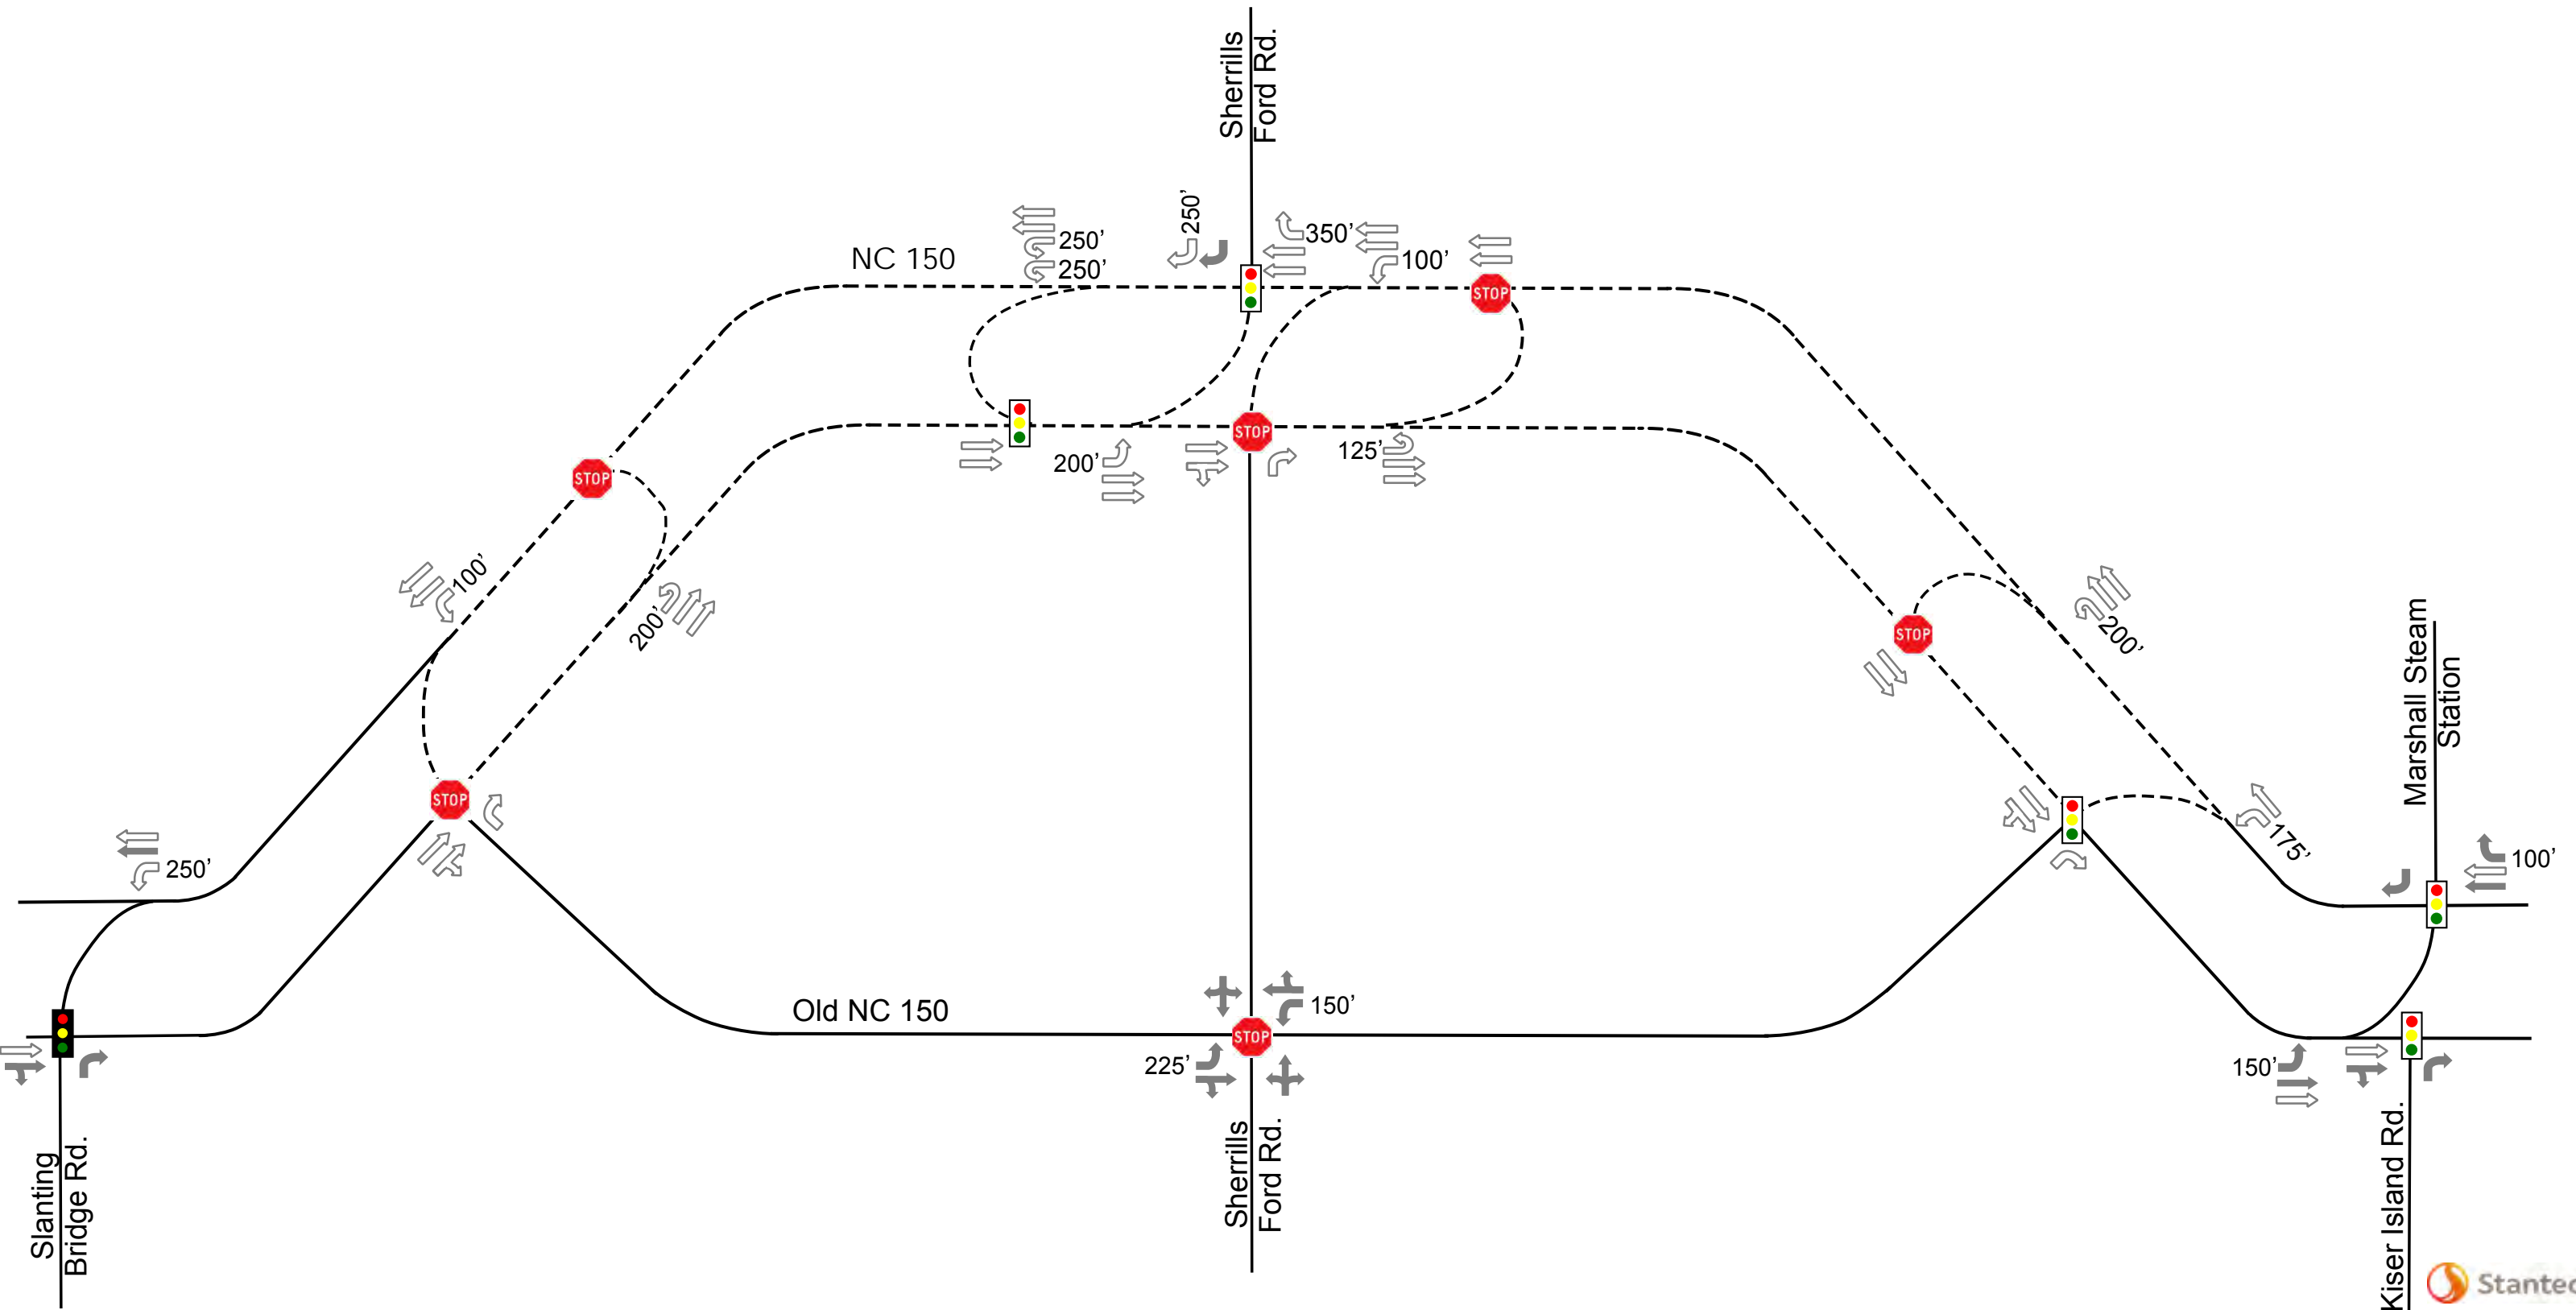 Sherrills
Ford Rd.
250’
350’
250’
250’
NC 150
100’
STOP
STOP
200’
125’
STOP
100’
200’
200’
STOP
Marshall Steam
Station
STOP
175’
250’
100’
Old NC 150
150’
STOP
225’
150’
Slanting
Bridge Rd.
Sherrills
Ford Rd.
Kiser Island Rd.
Stantec